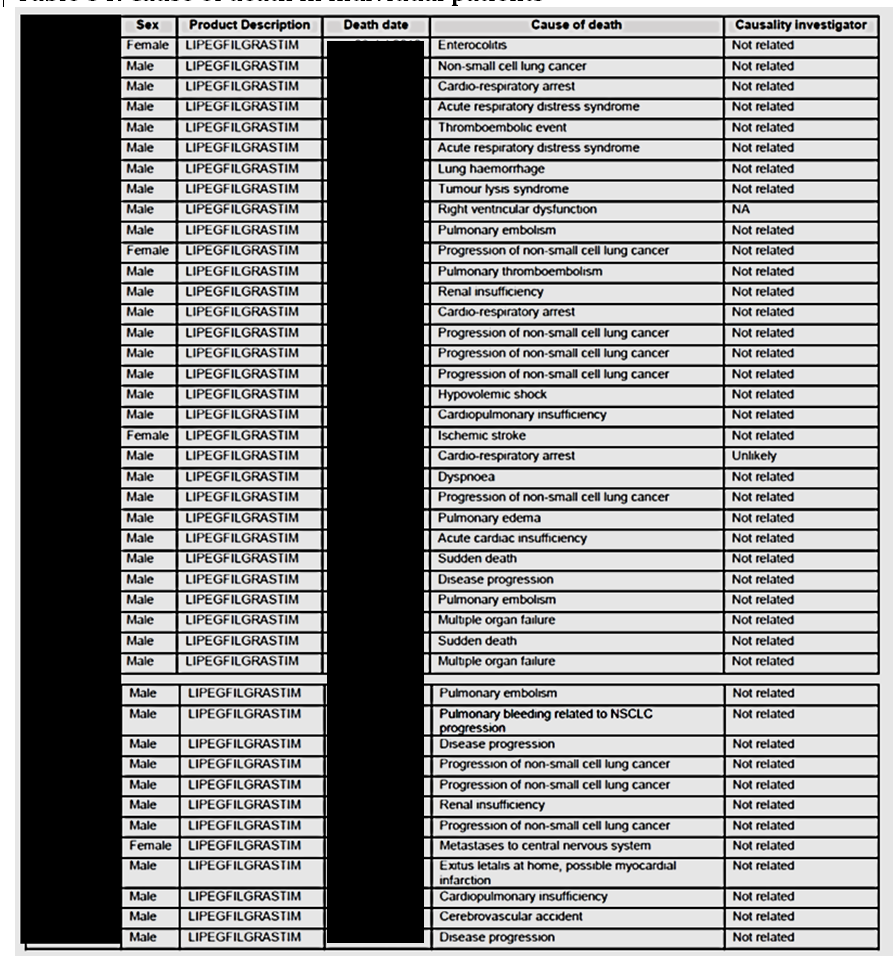 Sex Product Description Death date Cause of death Causality investigator
Female LIPEGFILGRASTIM Enterocolitis Not related
Male LIPEGFILGRASTIM Non-small cell lung cancer Not related
Male LIPEGFILGRASTIM Cardio-respiratory arrest Not related
Male LIPEGFILGRASTIM Acute respiratory distress syndrome Not related
Male LIPEGFILGRASTIM Thromboembolic event Not related
Male LIPEGFILGRASTIM Acute respiratory distress syndrome Not related
Male LIPEGFILGRASTIM Lung haemorrhage Not related
Male LIPEGFILGRASTIM Tumour lysis syndrome Not related
Male LIPEGFILGRASTIM Right ventricular dysfunction NA
Male LIPEGFILGRASTIM Pulmonary embolism Not related
Female LIPEGFILGRASTIM Progression of non-small cell lung cancer Not related
Male LIPEGFILGRASTIM Pulmonary thromboembolism Not related
Male LIPEGFILGRASTIM Renal insufficiency Not related
Male LIPEGFILGRASTIM Cardio-respiratory arrest Not related
Male LIPEGFILGRASTIM Progression of non-small cell lung cancer Not related
Male LIPEGFILGRASTIM Progression of non-small cell lung cancer Not related
Male LIPEGFILGRASTIM Progression of non-small cell lung cancer Not related
Male LIPEGFILGRASTIM Hypovolemic shock Not related
Male LIPEGFILGRASTIM Cardiopulmonary insufficiency Not related
Female LIPEGFILGRASTIM Ischemic stroke Not related
Male LIPEGFILGRASTIM Cardio-respiratory arrest Unlikely
Male LIPEGFILGRASTIM Dyspnoea Not related
Male LIPEGFILGRASTIM Progression of non-small cell lung cancer Not related
Male LIPEGFILGRASTIM Pulmonary edema Not related
Male LIPEGFILGRASTIM Acute cardiac insufficiency Not related
Male LIPEGFILGRASTIM Sudden death Not related
Male LIPEGFILGRASTIM Disease progression Not related
Male LIPEGFILGRASTIM Pulmonary embolism Not related
Male LIPEGFILGRASTIM Multiple organ failure Not related
Male LIPEGFILGRASTIM Sudden death Not related
Male LIPEGFILGRASTIM Multiple organ failure Not related
Male LIPEGFILGRASTIM Pulmonary embolism Not related
Male LIPEGFILGRASTIM Pulmonary bleeding related to NSCLC Not related
progression
Male LIPEGFILGRASTIM Disease progression Not related
Male LIPEGFILGRASTIM Progression of non-small cell lung cancer Not related
Male LIPEGFILGRASTIM Progression of non-small cell lung cancer Not related
Male LIPEGFILGRASTIM Renal insufficiency Not related
Male LIPEGFILGRASTIM Progression of non-small cell lung cancer Not related
Female LIPEGFILGRASTIM Metastases to central nervous system Not related
Male LIPEGFILGRASTIM Exitus letalis at home, possible myocardial Not related
infarction
Male LIPEGFILGRASTIM Cardiopulmonary insufficiency Not related
Male LIPEGFILGRASTIM Cerebrovascular accident Not related
Male LIPEGFILGRASTIM Disease progression Not related